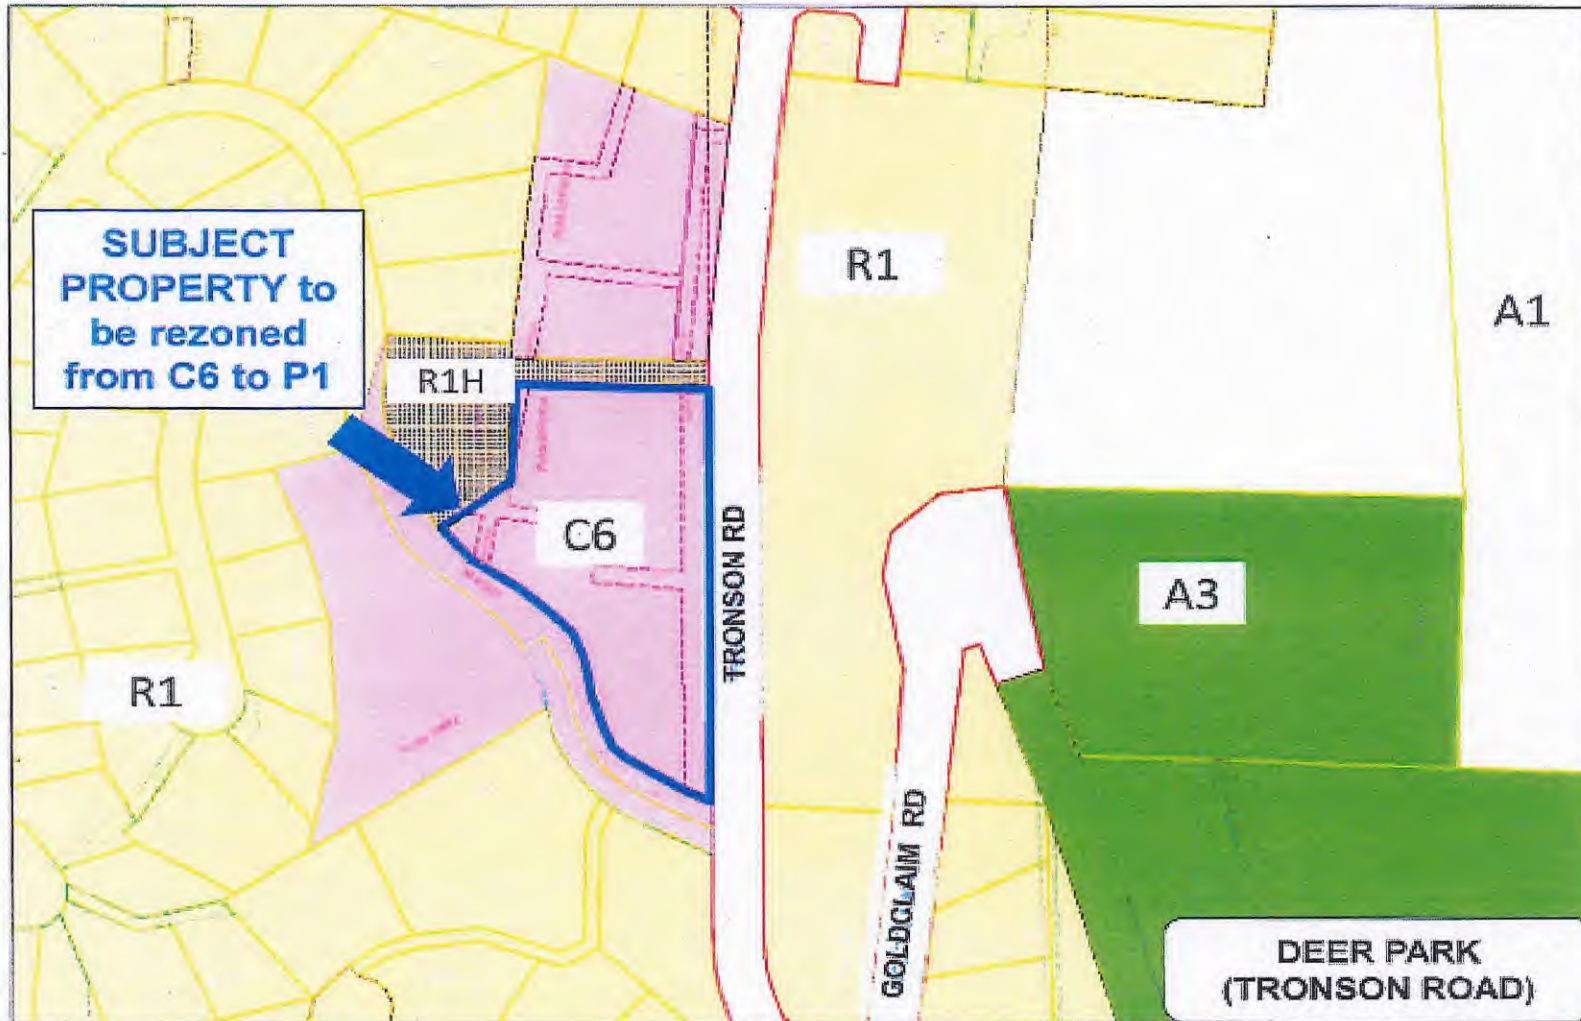 SUBJECT
PROPERTY to
be rezoned
from C6 to P1
R1H
C6
R1
R1
A1
A3
TRONSON RD
GOLDCLAIM RD
DEER PARK
(TRONSON ROAD)